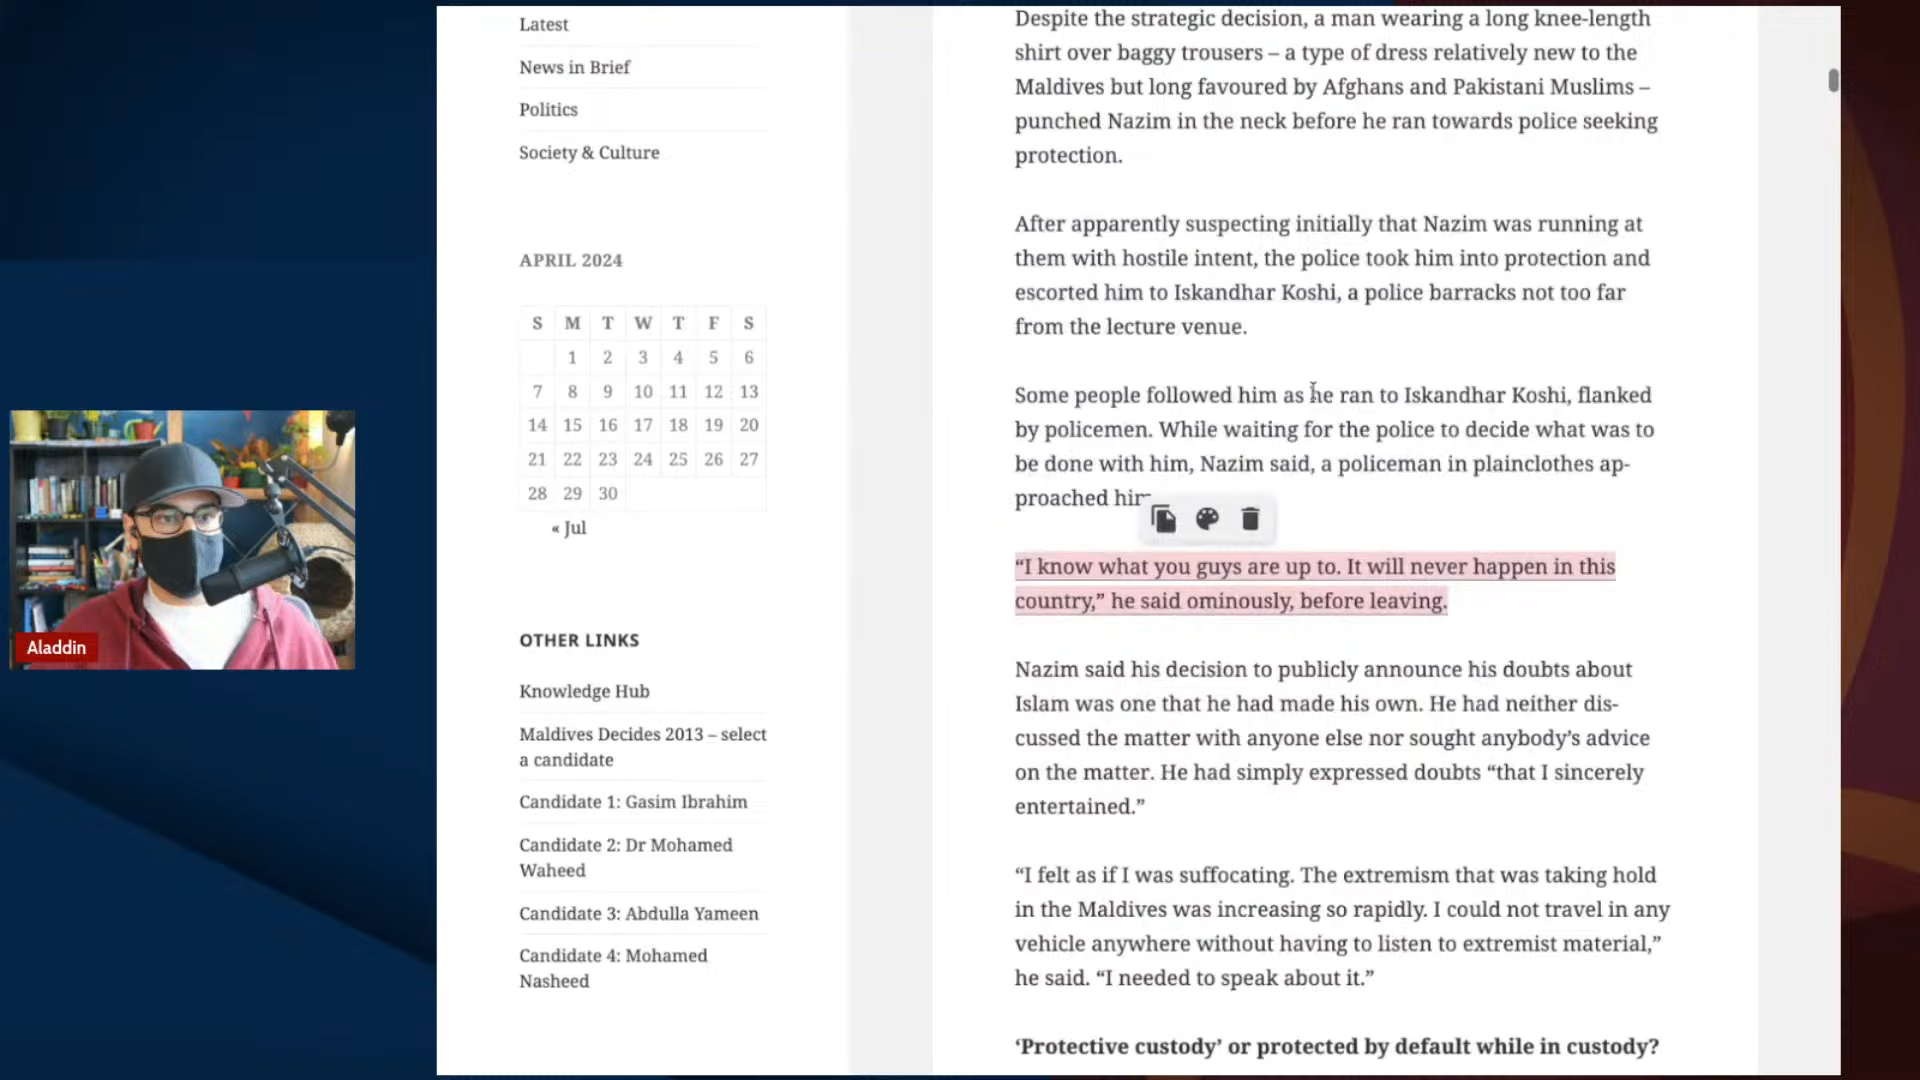 Latest
News in Brief
Politics
Society & Culture
APRIL 2024
S M T W T F S
1 2 3 4 5 6
7 8 9 10 11 12 13
14 15 16 17 18 19 20
21 22 23 24 25 26 27
28 29 30
« Jul
OTHER LINKS
Knowledge Hub
Maldives Decides 2013 – select
a candidate
Candidate 1: Gasim Ibrahim
Candidate 2: Dr Mohamed
Waheed
Candidate 3: Abdulla Yameen
Candidate 4: Mohamed
Nasheed
Despite the strategic decision, a man wearing a long knee-length
shirt over baggy trousers – a type of dress relatively new to the
Maldives but long favoured by Afghans and Pakistani Muslims –
punched Nazim in the neck before he ran towards police seeking
protection.
After apparently suspecting initially that Nazim was running at
them with hostile intent, the police took him into protection and
escorted him to Iskandhar Koshi, a police barracks not too far
from the lecture venue.
Some people followed him as he ran to Iskandhar Koshi, flanked
by policemen. While waiting for the police to decide what was to
be done with him, Nazim said, a policeman in plainclothes ap-
proached him
“I know what you guys are up to. It will never happen in this
country,” he said ominously, before leaving.
Nazim said his decision to publicly announce his doubts about
Islam was one that he had made his own. He had neither dis-
cussed the matter with anyone else nor sought anybody’s advice
on the matter. He had simply expressed doubts “that I sincerely
entertained.”
“I felt as if I was suffocating. The extremism that was taking hold
in the Maldives was increasing so rapidly. I could not travel in any
vehicle anywhere without having to listen to extremist material,”
he said. “I needed to speak about it.”
‘Protective custody’ or protected by default while in custody?
Aladdin